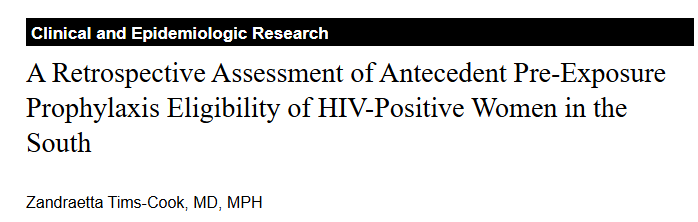 Clinical and Epidemiologic Research
A Retrospective Assessment of Antecedent Pre-Exposure
Prophylaxis Eligibility of HIV-Positive Women in the
South
Zandraetta Tims-Cook, MD, MPH